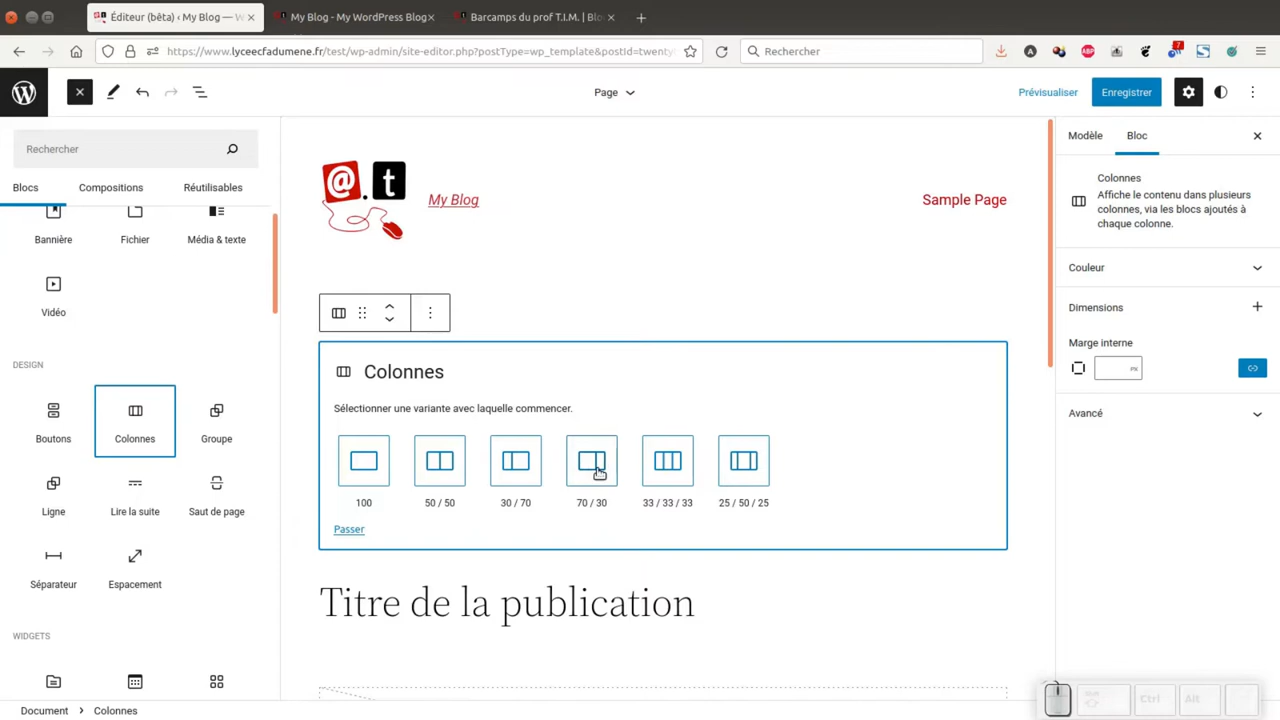 Éditeur (bêta) ‹ My Blog — W
My Blog - My WordPress Blog
Barcamps du prof T.I.M. | Blo
https://www.lyceecfadumene.fr/test/wp-admin/site-editor.php?postType=wp_template&postId=twenty
Rechercher
A
ABP
7
S
Page
Prévisualiser
Enregistrer
Rechercher
Blocs
Compositions
Réutilisables
Bannière
Fichier
Média & texte
Vidéo
DESIGN
Boutons
Colonnes
Groupe
Ligne
Lire la suite
Saut de page
Séparateur
Espacement
WIDGETS
@.t
My Blog
Sample Page
Colonnes
Sélectionner une variante avec laquelle commencer.
100
50 / 50
30 / 70
70 / 30
33 / 33 / 33
25 / 50 / 25
Passer
Titre de la publication
Modèle
Bloc
Colonnes
Affiche le contenu dans plusieurs
colonnes, via les blocs ajoutés à
chaque colonne.
Couleur
Dimensions
Marge interne
PX
Avancé
Ctrl
Alt
Document
Colonnes